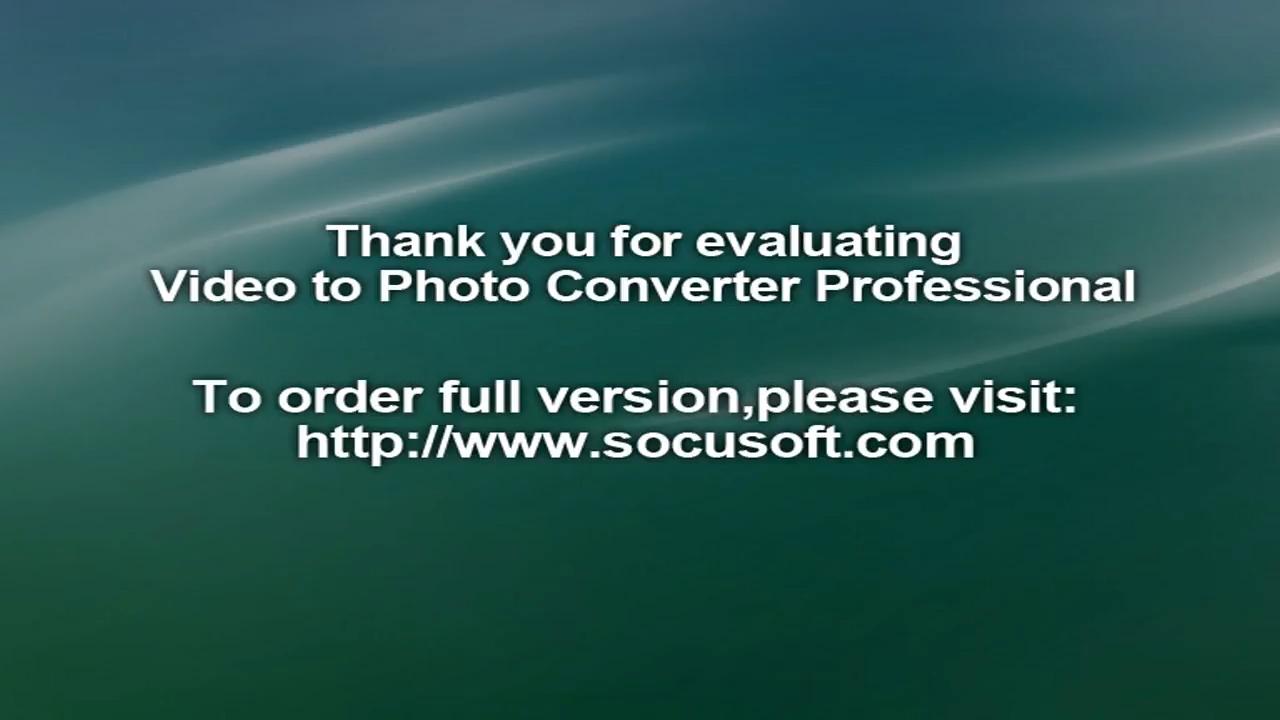 Thank you for evaluating
Video to Photo Converter Professional
To order full version,please visit:
http://www.socusoft.com